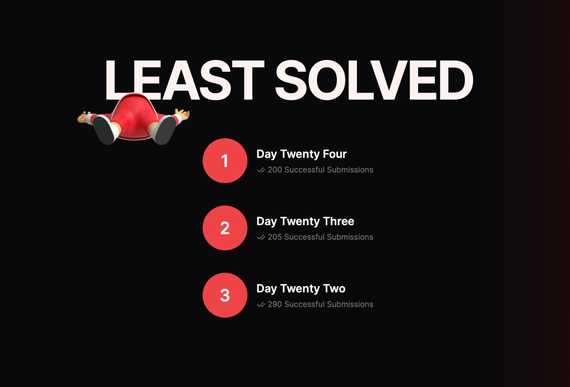 LEAST SOLVED
1
Day Twenty Four
200 Successful Submissions
2
Day Twenty Three
205 Successful Submissions
3
Day Twenty Two
290 Successful Submissions